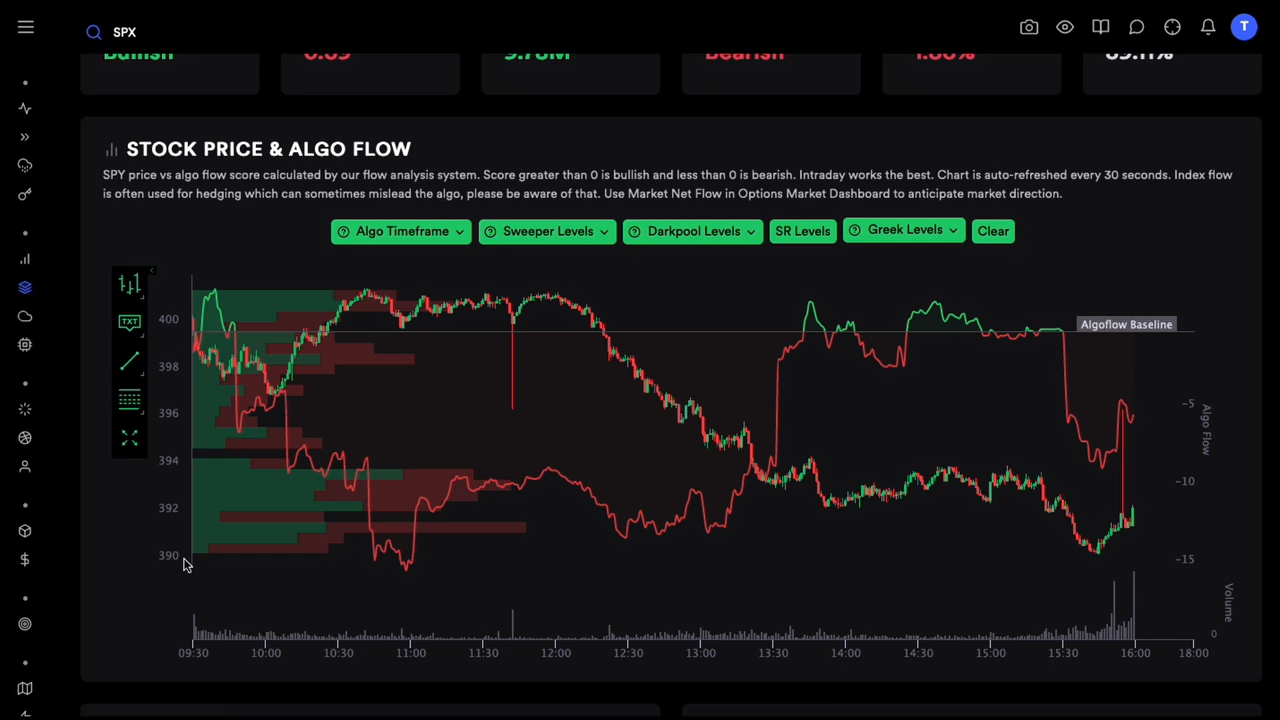 SPX
T
Bullish
0.69
9.76M
Bearish
STOCK PRICE & ALGO FLOW
SPY price vs algo flow score calculated by our flow analysis system. Score greater than 0 is bullish and less than 0 is bearish. Intraday works the best. Chart is auto-refreshed every 30 seconds. Index flow
is often used for hedging which can sometimes mislead the algo, please be aware of that. Use Market Net Flow in Options Market Dashboard to anticipate market direction.
Algo Timeframe
Sweeper Levels
Darkpool Levels
SR Levels
Greek Levels
Clear
TXT
400
398
396
394
392
390
Algoflow Baseline
-5
-10
-15
Algo Flow
Volume
0
09:30 10:00 10:30 11:00 11:30 12:00 12:30 13:00 13:30 14:00 14:30 15:00 15:30 16:00 18:00